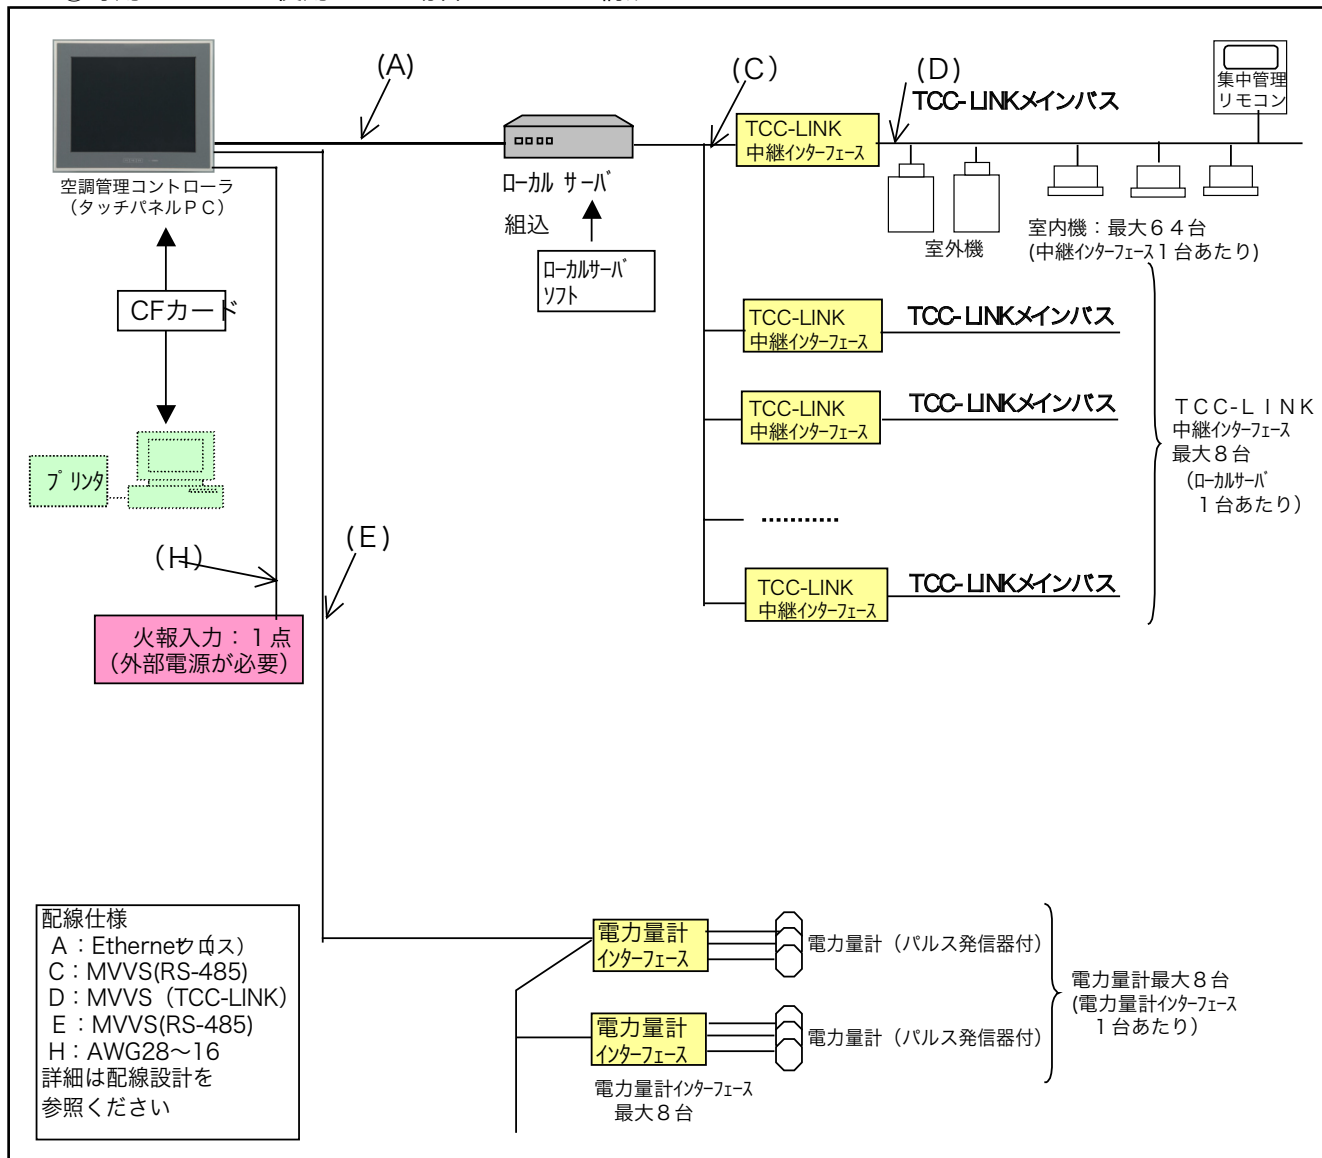 (A)
(C)
(D)
TCC-LINKメインバス
集中管理
リモコン
TCC-LINK
中継ｲﾝﾀｰﾌｪｰｽ
空調管理コントローラ
（タッチパネルＰＣ）
ﾛｰｶﾙ ｻｰﾊﾞ
組込
ﾛｰｶﾙｻｰﾊﾞ
ｿﾌﾄ
室外機
室内機：最大６４台
(中継ｲﾝﾀｰﾌｪｰｽ１台あたり)
CFカード
ﾌﾟﾘﾝﾀ
TCC-LINK
中継ｲﾝﾀｰﾌｪｰｽ
TCC-LINKメインバス
TCC-LINK
中継ｲﾝﾀｰﾌｪｰｽ
TCC-LINKメインバス
…………
TCC-LINK
中継ｲﾝﾀｰﾌｪｰｽ
TCC-LINKメインバス
ＴＣＣ-ＬＩＮＫ
中継ｲﾝﾀｰﾌｪｰｽ
最大８台
（ﾛｰｶﾙｻｰﾊﾞ
１台あたり）
（H）
(E)
火報入力：１点
（外部電源が必要）
配線仕様
A：Ethernet(クロス）
C：MVVS(RS-485)
D：MVVS（TCC-LINK）
E：MVVS(RS-485)
H：AWG28～16
詳細は配線設計を
参照ください
電力量計
ｲﾝﾀｰﾌｪｰｽ
電力量計（パルス発信器付）
電力量計
ｲﾝﾀｰﾌｪｰｽ
電力量計（パルス発信器付）
電力量計ｲﾝﾀｰﾌｪｰｽ
最大８台
電力量計最大８台
(電力量計ｲﾝﾀｰﾌｪｰｽ
１台あたり）